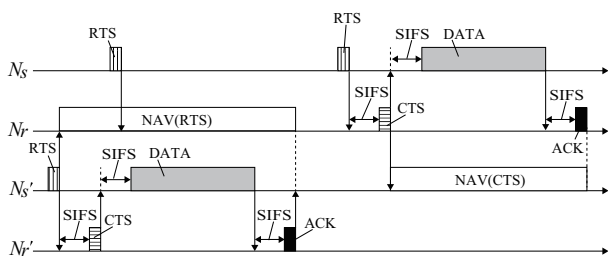 RTS
RTS
SIFS
DATA
Ns
SIFS
CTS
SIFS
NAV(RTS)
Nr
RTS
SIFS
DATA
ACK
NAV(CTS)
Ns'
SIFS
CTS
SIFS
ACK
Nr'